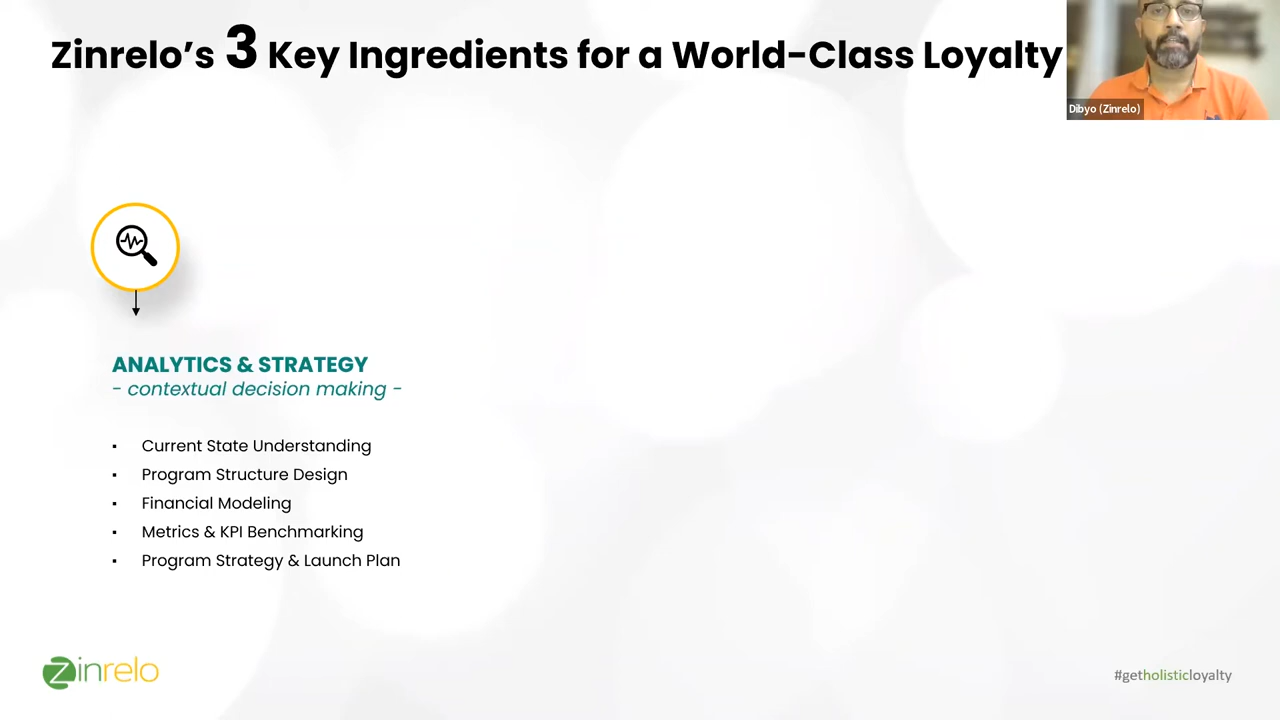 Zinrelo's 3 Key Ingredients for a World-Class Loyalty
Dibyo (Zinrelo)
ANALYTICS & STRATEGY
- contextual decision making -
▪ Current State Understanding
▪ Program Structure Design
▪ Financial Modeling
▪ Metrics & KPI Benchmarking
▪ Program Strategy & Launch Plan
zinrelo
#getholisticloyalty